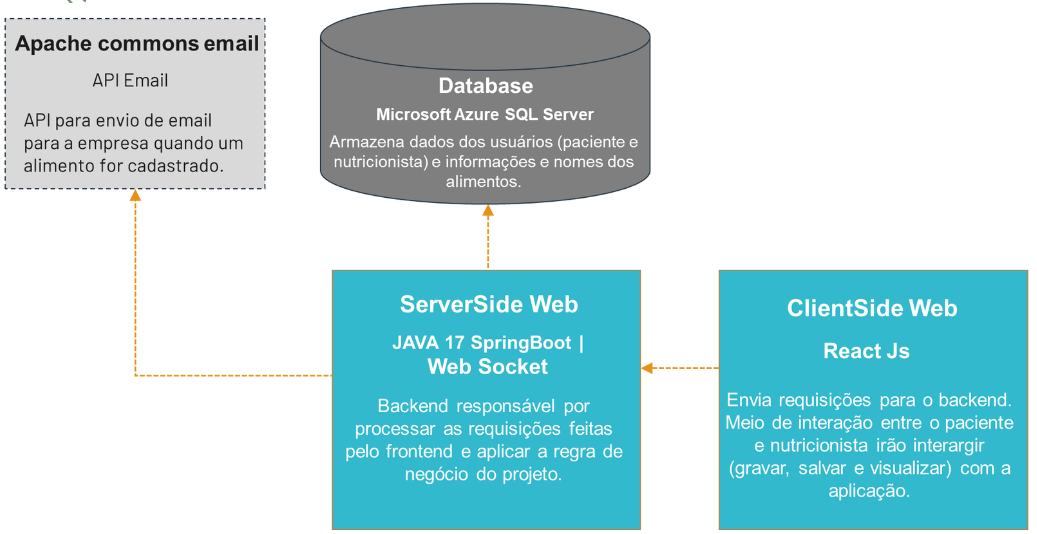 Apache commons email
API Email
API para envio de email
para a empresa quando um
alimento for cadastrado.
Database
Microsoft Azure SQL Server
Armazena dados dos usuários (paciente e
nutricionista) e informações e nomes dos
alimentos.
ServerSide Web
JAVA 17 SpringBoot |
Web Socket
Backend responsável por
processar as requisições feitas
pelo frontend e aplicar a regra de
negócio do projeto.
ClientSide Web
React Js
Envia requisições para o backend.
Meio de interação entre o paciente
e nutricionista irão interargir
(gravar, salvar e visualizar) com a
aplicação.